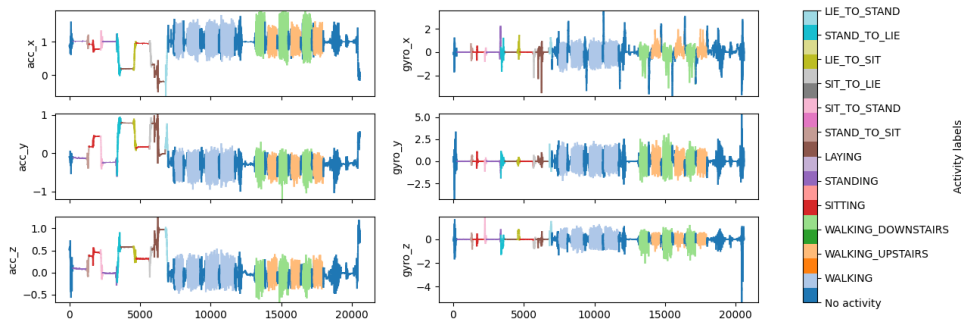 acc_x
1
0
gyro_x
2
0
−2
acc_y
1
0
−1
gyro_y
5.0
2.5
0.0
−2.5
acc_z
1.0
0.5
0.0
−0.5
0
5000
10000
15000
20000
gyro_z
0
−2
−4
0
5000
10000
15000
20000
LIE_TO_STAND
STAND_TO_LIE
LIE_TO_SIT
SIT_TO_LIE
SIT_TO_STAND
STAND_TO_SIT
LAYING
STANDING
SITTING
WALKING_DOWNSTAIRS
WALKING_UPSTAIRS
WALKING
No activity
Activity labels